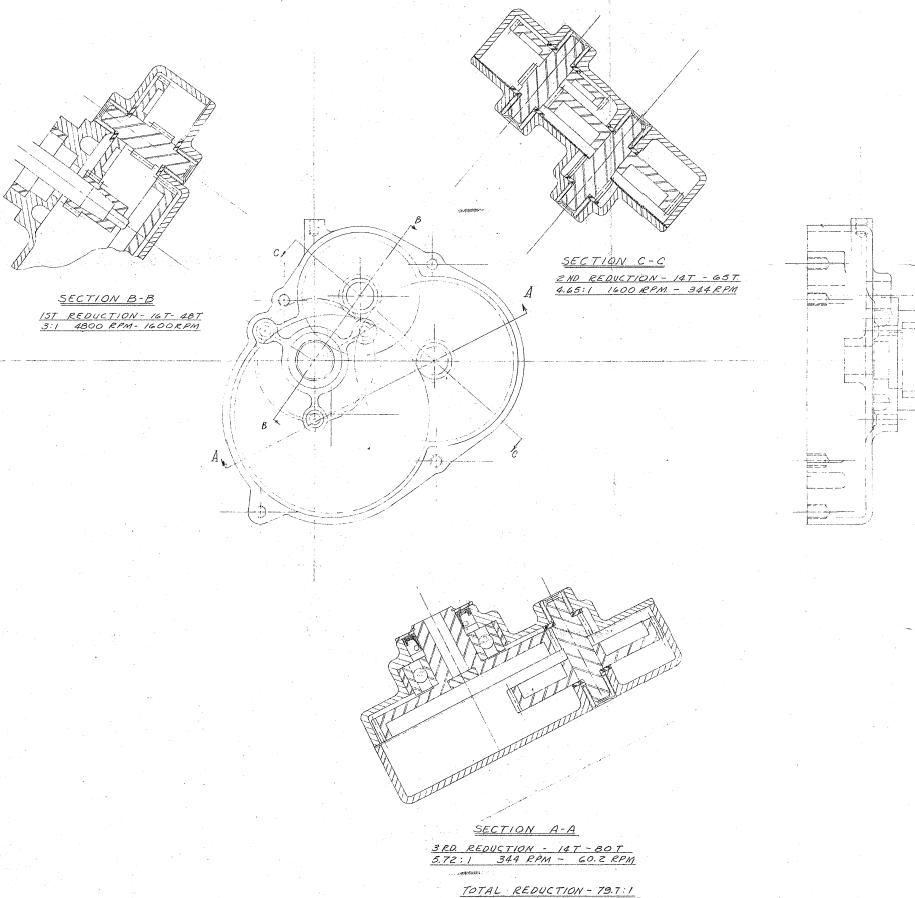 B
C
A
SECTION C-C
2ND REDUCTION - 14T - 65T
4.65:1 1600 RPM. - 344 RPM
SECTION B-B
1ST REDUCTION - 16T - 48T
3:1 4800 RPM - 1600 RPM
B
A
C
SECTION A-A
3RD. REDUCTION - 14T - 80T
5.72:1 344 RPM - 60.2 RPM
TOTAL REDUCTION - 79.7:1